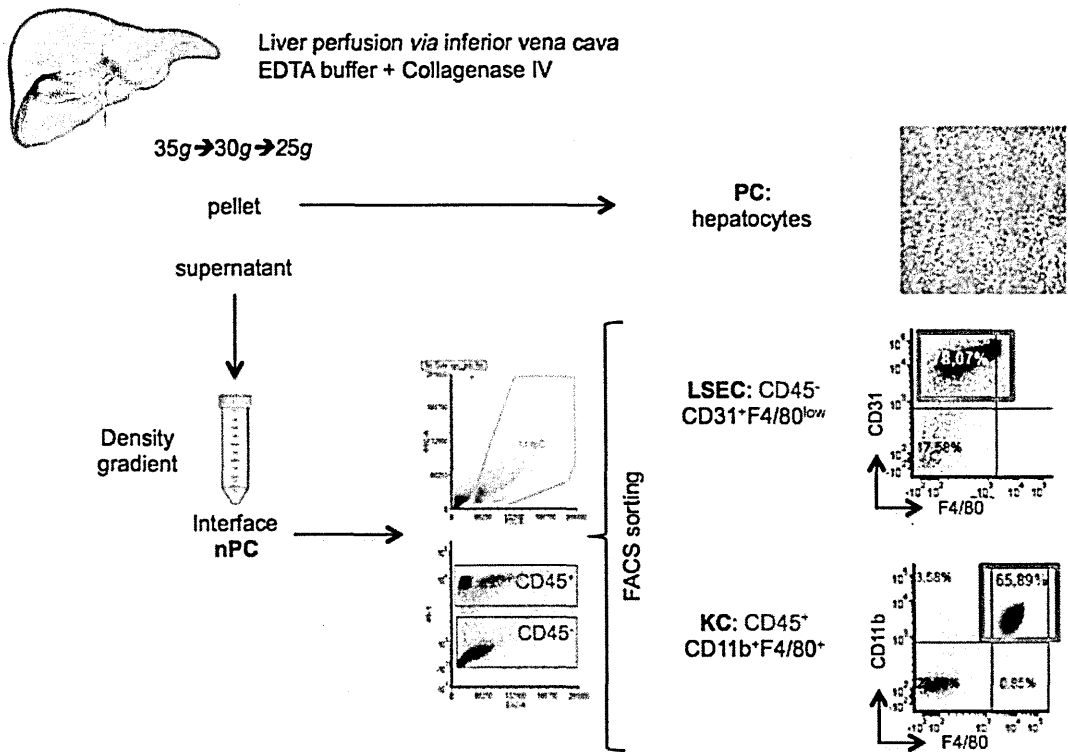 Liver perfusion via inferior vena cava
EDTA buffer + Collagenase IV
35g→30g→25g
pellet
PC:
hepatocytes
supernatant
Density
gradient
Interface
nPC
CD45⁺
CD45⁻
FACS sorting
LSEC: CD45⁻
CD31⁺F4/80ˡᵒʷ
78.07%
17.58%
CD31
F4/80
KC: CD45⁺
CD11b⁺F4/80⁺
3.58%
65.89%
0.85%
CD11b
F4/80